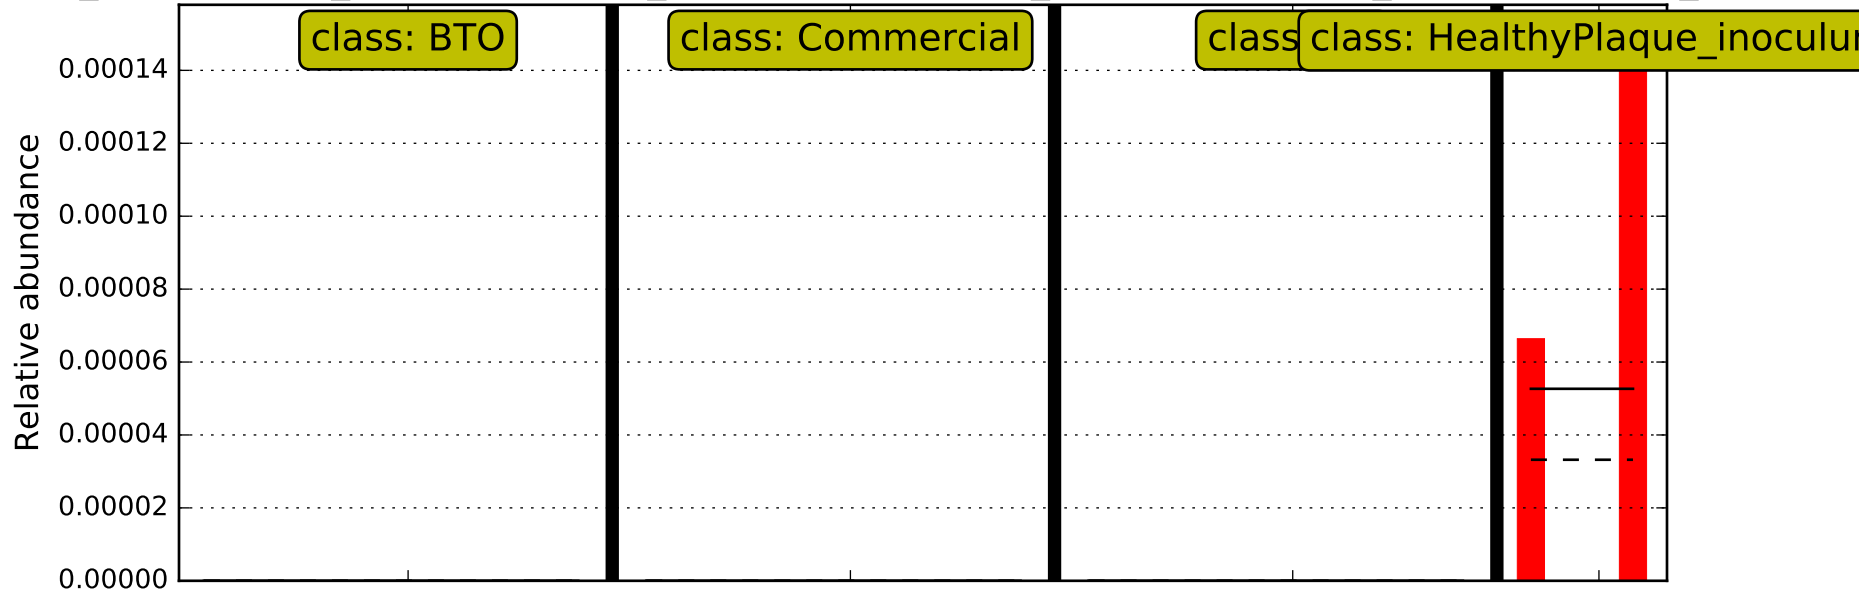 class: BTO
class: Commercial
class
class: HealthyPlaque_inoculu
0.00014
0.00012
0.00010
0.00008
0.00006
0.00004
0.00002
0.00000
Relative abundance